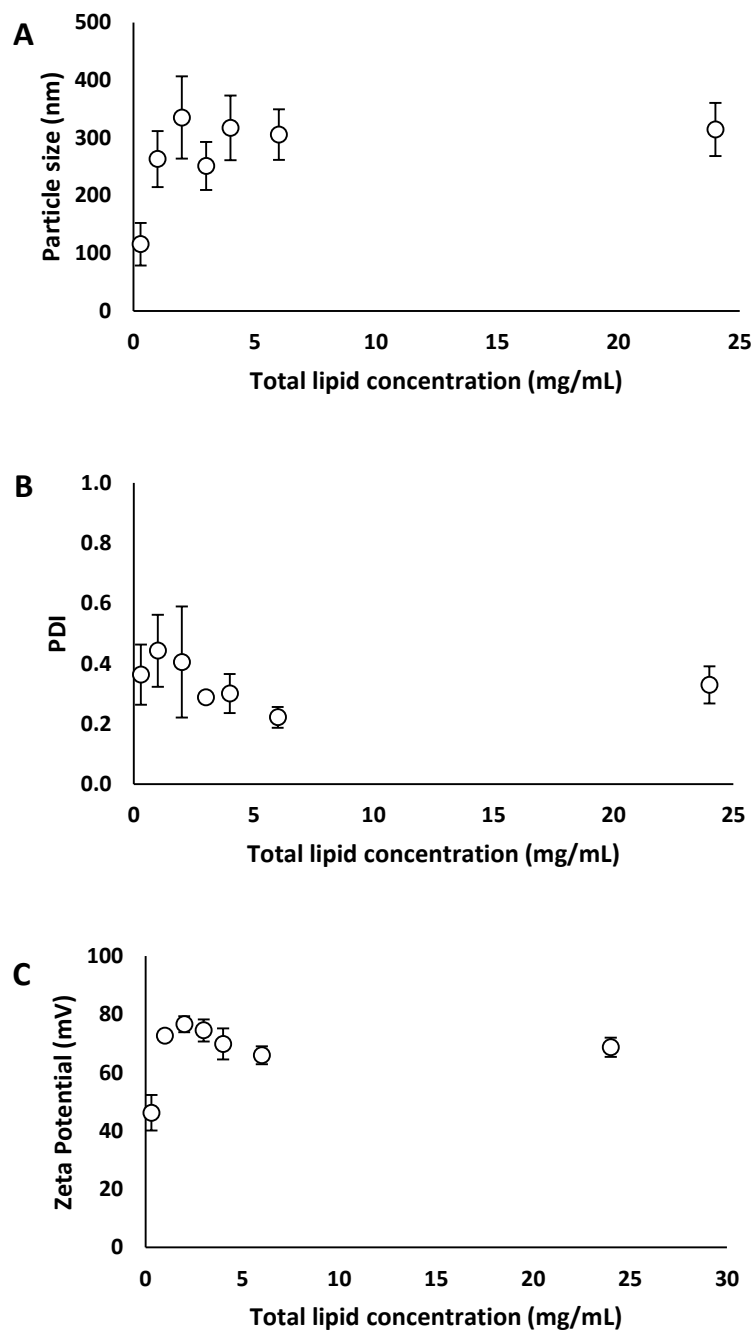 A
Particle size (nm)
500
400
300
200
100
0
0 5 10 15 20 25
Total lipid concentration (mg/mL)
B
PDI
1.0
0.8
0.6
0.4
0.2
0.0
0 5 10 15 20 25
Total lipid concentration (mg/mL)
C
Zeta Potential (mV)
100
80
60
40
20
0
0 5 10 15 20 25 30
Total lipid concentration (mg/mL)